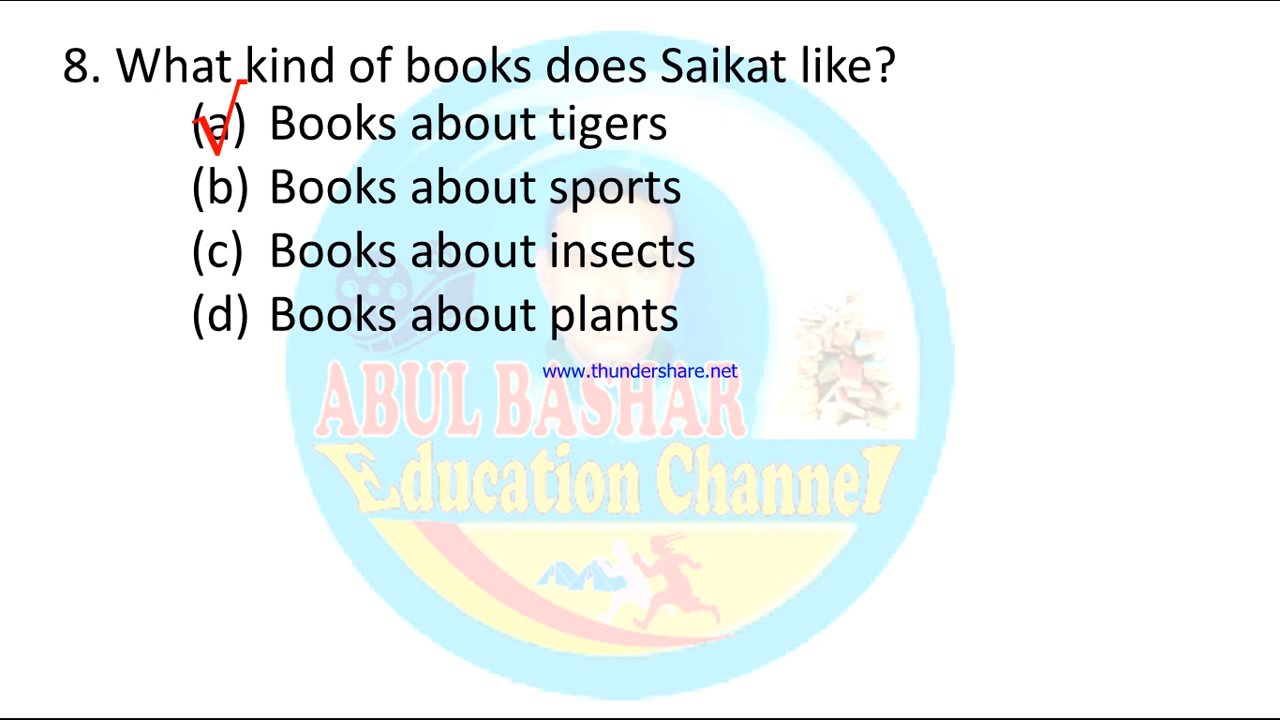 8. What kind of books does Saikat like?
(a) Books about tigers
(b) Books about sports
(c) Books about insects
(d) Books about plants
www.thundershare.net
ABUL BASHAR
Education Channel